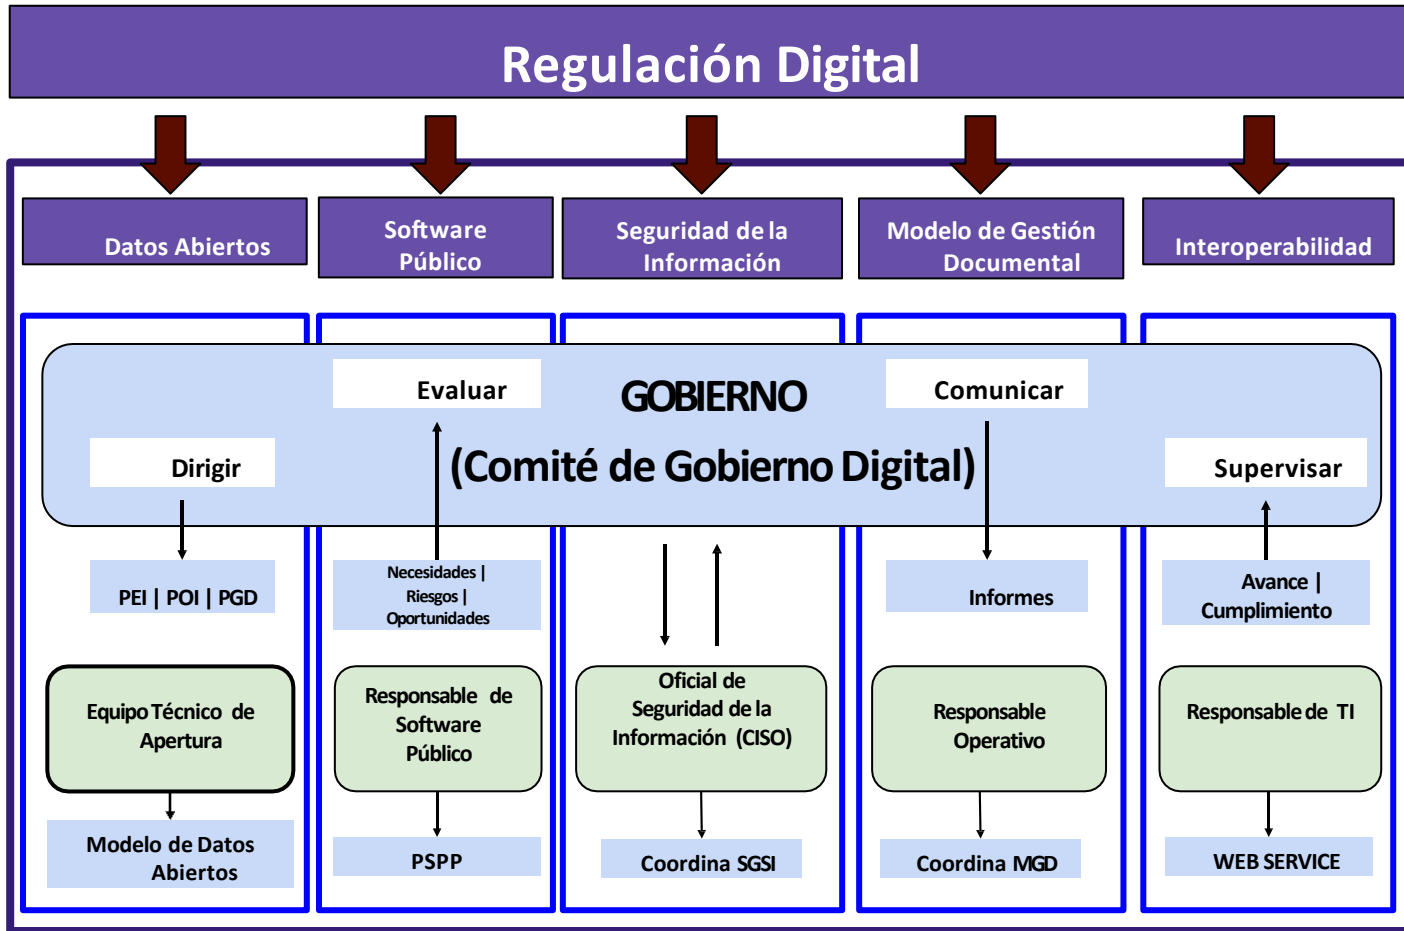 Regulación Digital
Datos Abiertos
Software
Público
Seguridad de la
Información
Modelo de Gestión
Documental
Interoperabilidad
Evaluar
GOBIERNO
Comunicar
Dirigir
(Comité de Gobierno Digital)
Supervisar
PEI | POI | PGD
Necesidades |
Riesgos |
Oportunidades
Informes
Avance |
Cumplimiento
Equipo Técnico de
Apertura
Responsable de
Software
Público
Oficial de
Seguridad de la
Información (CISO)
Responsable
Operativo
Responsable de TI
Modelo de Datos
Abiertos
PSPP
Coordina SGSI
Coordina MGD
WEB SERVICE